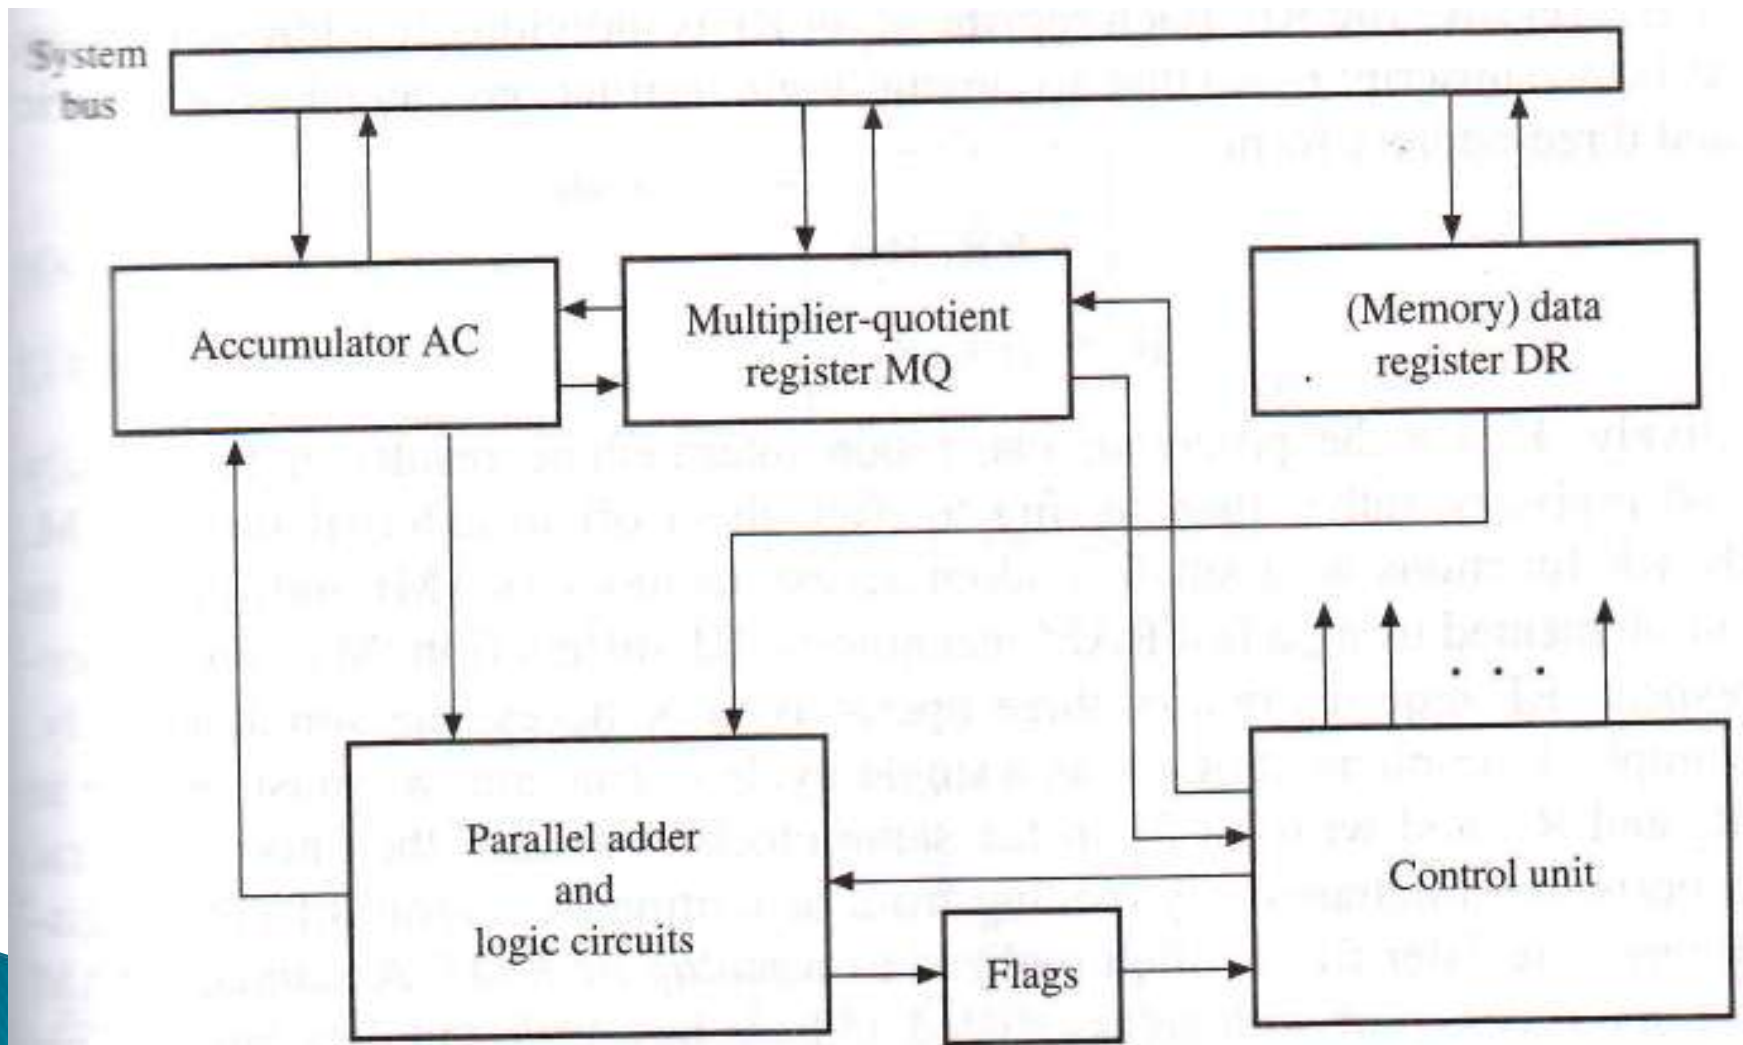 System
bus
Accumulator AC
Multiplier-quotient
register MQ
(Memory) data
register DR
Parallel adder
and
logic circuits
Flags
Control unit